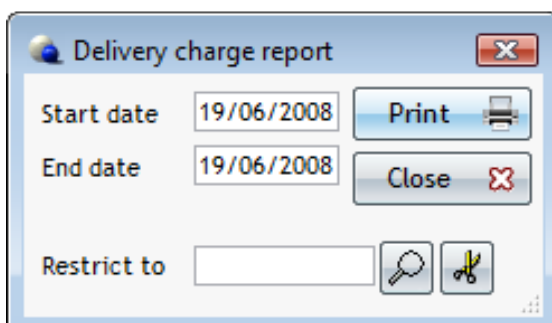 Delivery charge report
Start date 19/06/2008 Print
End date 19/06/2008 Close
Restrict to